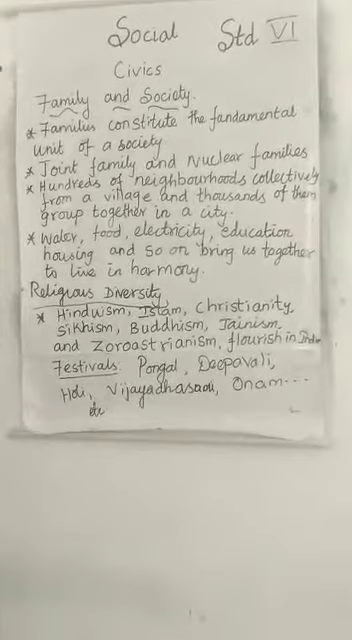 Social Std VI
Civics
Family and Society.
* Families constitute the fundamental
unit of a society
* Joint family and Nuclear families
* Hundreds of neighbourhoods collectively
from a village and thousands of them
group together in a city.
* Water, food, electricity, education
housing and so on bring us together
to live in harmony.
Religious Diversity
* Hinduism, Islam, Christianity,
Sikhism, Buddhism, Jainism,
and Zoroastrianism, flourish in India
Festivals: Pongal, Deepavali,
Holi, Vijayadhasami, Onam...
etc